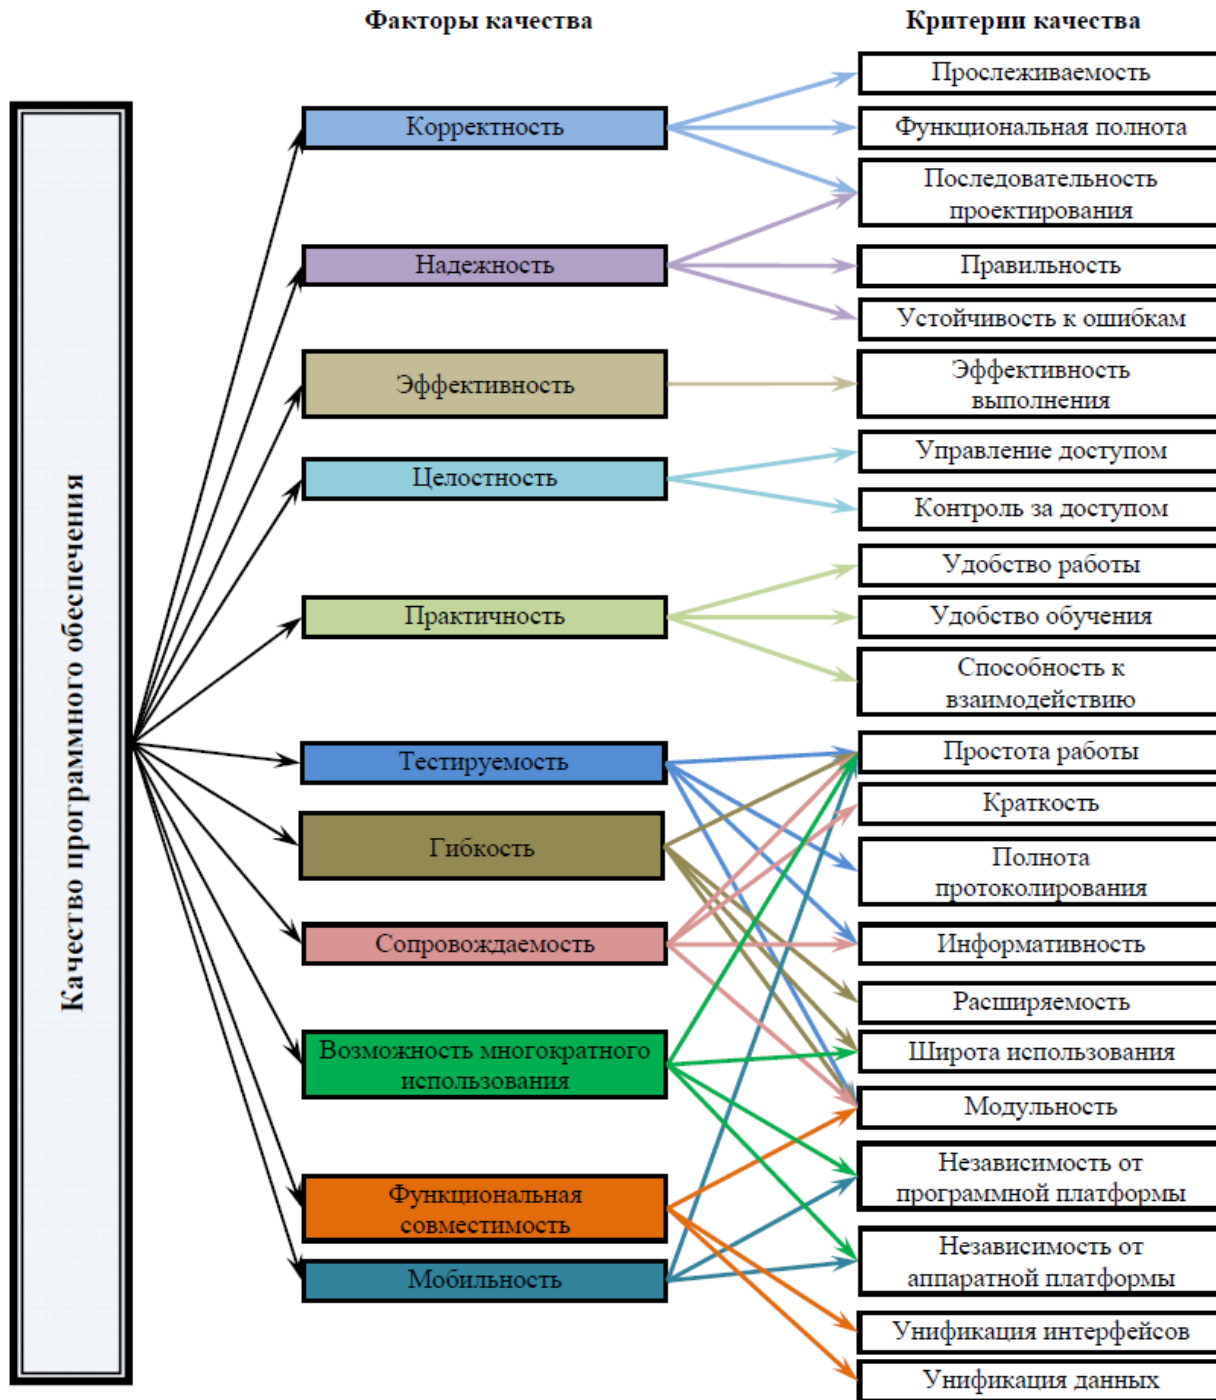 Факторы качества
Критерии качества
Качество программного обеспечения
Корректность
Надежность
Эффективность
Целостность
Практичность
Тестируемость
Гибкость
Сопровождаемость
Возможность многократного
использования
Функциональная
совместимость
Мобильность
Прослеживаемость
Функциональная полнота
Последовательность
проектирования
Правильность
Устойчивость к ошибкам
Эффективность
выполнения
Управление доступом
Контроль за доступом
Удобство работы
Удобство обучения
Способность к
взаимодействию
Простота работы
Краткость
Полнота
протоколирования
Информативность
Расширяемость
Широта использования
Модульность
Независимость от
программной платформы
Независимость от
аппаратной платформы
Унификация интерфейсов
Унификация данных